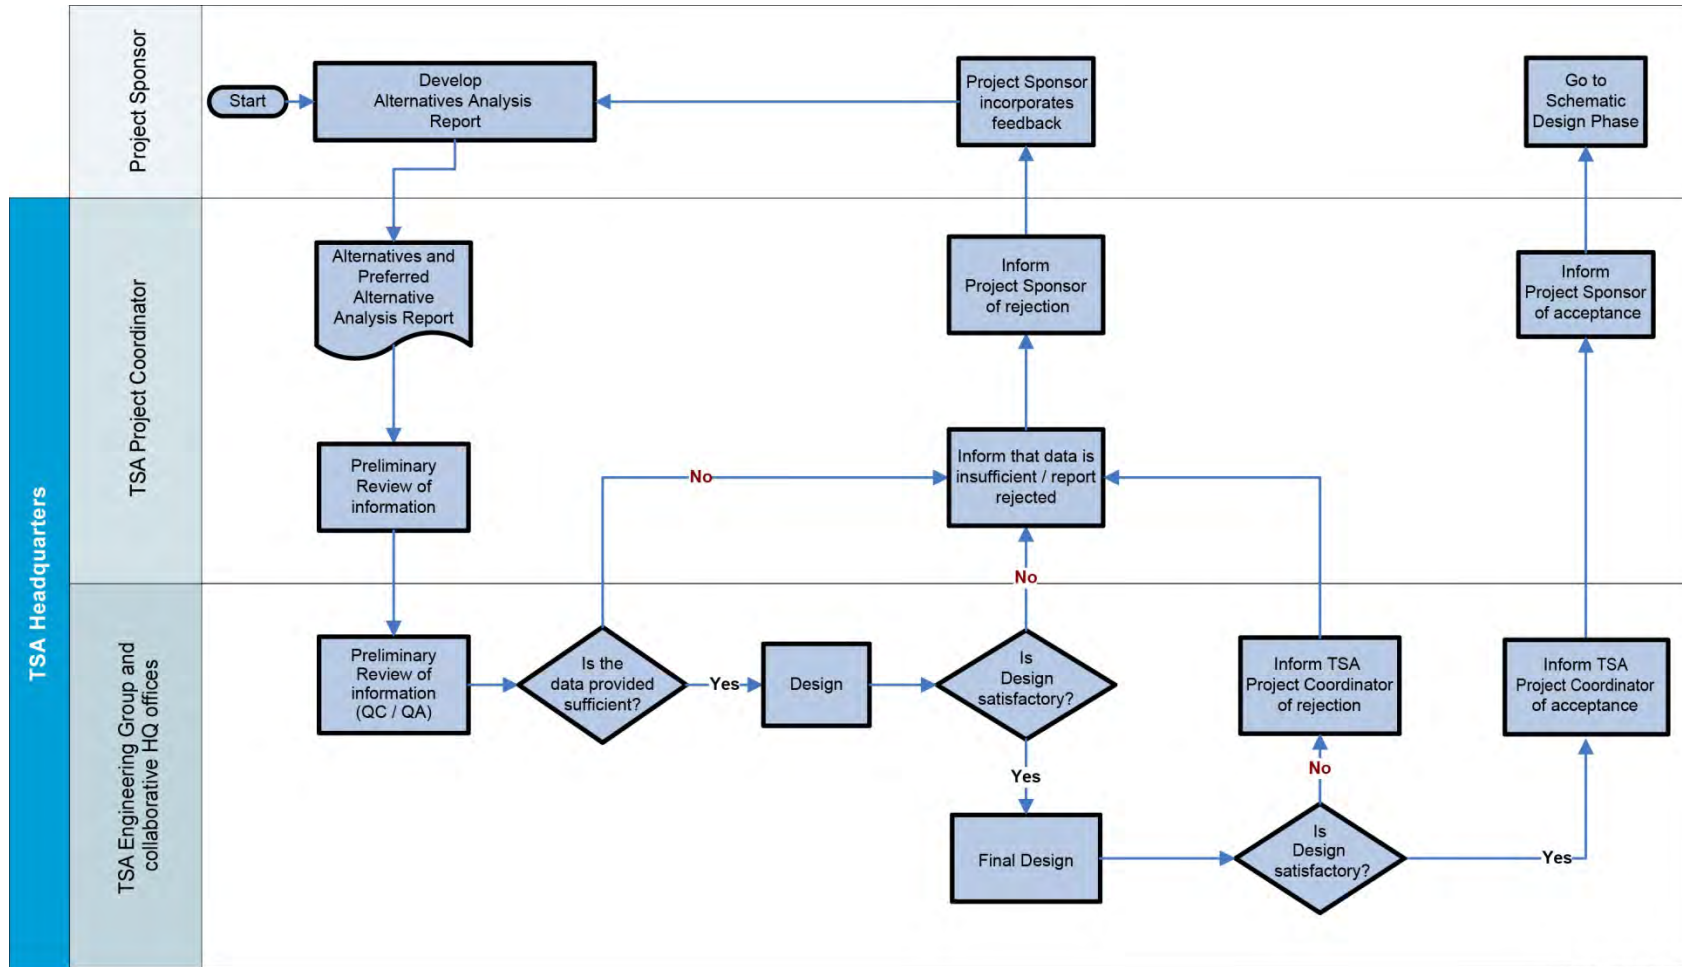 Project Sponsor
Start
Develop
Alternatives Analysis
Report
Project Sponsor
incorporates
feedback
Go to
Schematic
Design Phase
TSA Headquarters
TSA Project Coordinator
Alternatives and
Preferred
Alternative
Analysis Report
Inform
Project Sponsor
of rejection
Inform
Project Sponsor
of acceptance
Preliminary
Review of
information
No
Inform that data is
insufficient / report
rejected
No
TSA Engineering Group and
collaborative HQ offices
Preliminary
Review of
information
(QC / QA)
Is the
data provided
sufficient?
Yes
Design
Is
Design
satisfactory?
Inform TSA
Project Coordinator
of rejection
Inform TSA
Project Coordinator
of acceptance
Yes
No
Final Design
Is
Design
satisfactory?
Yes